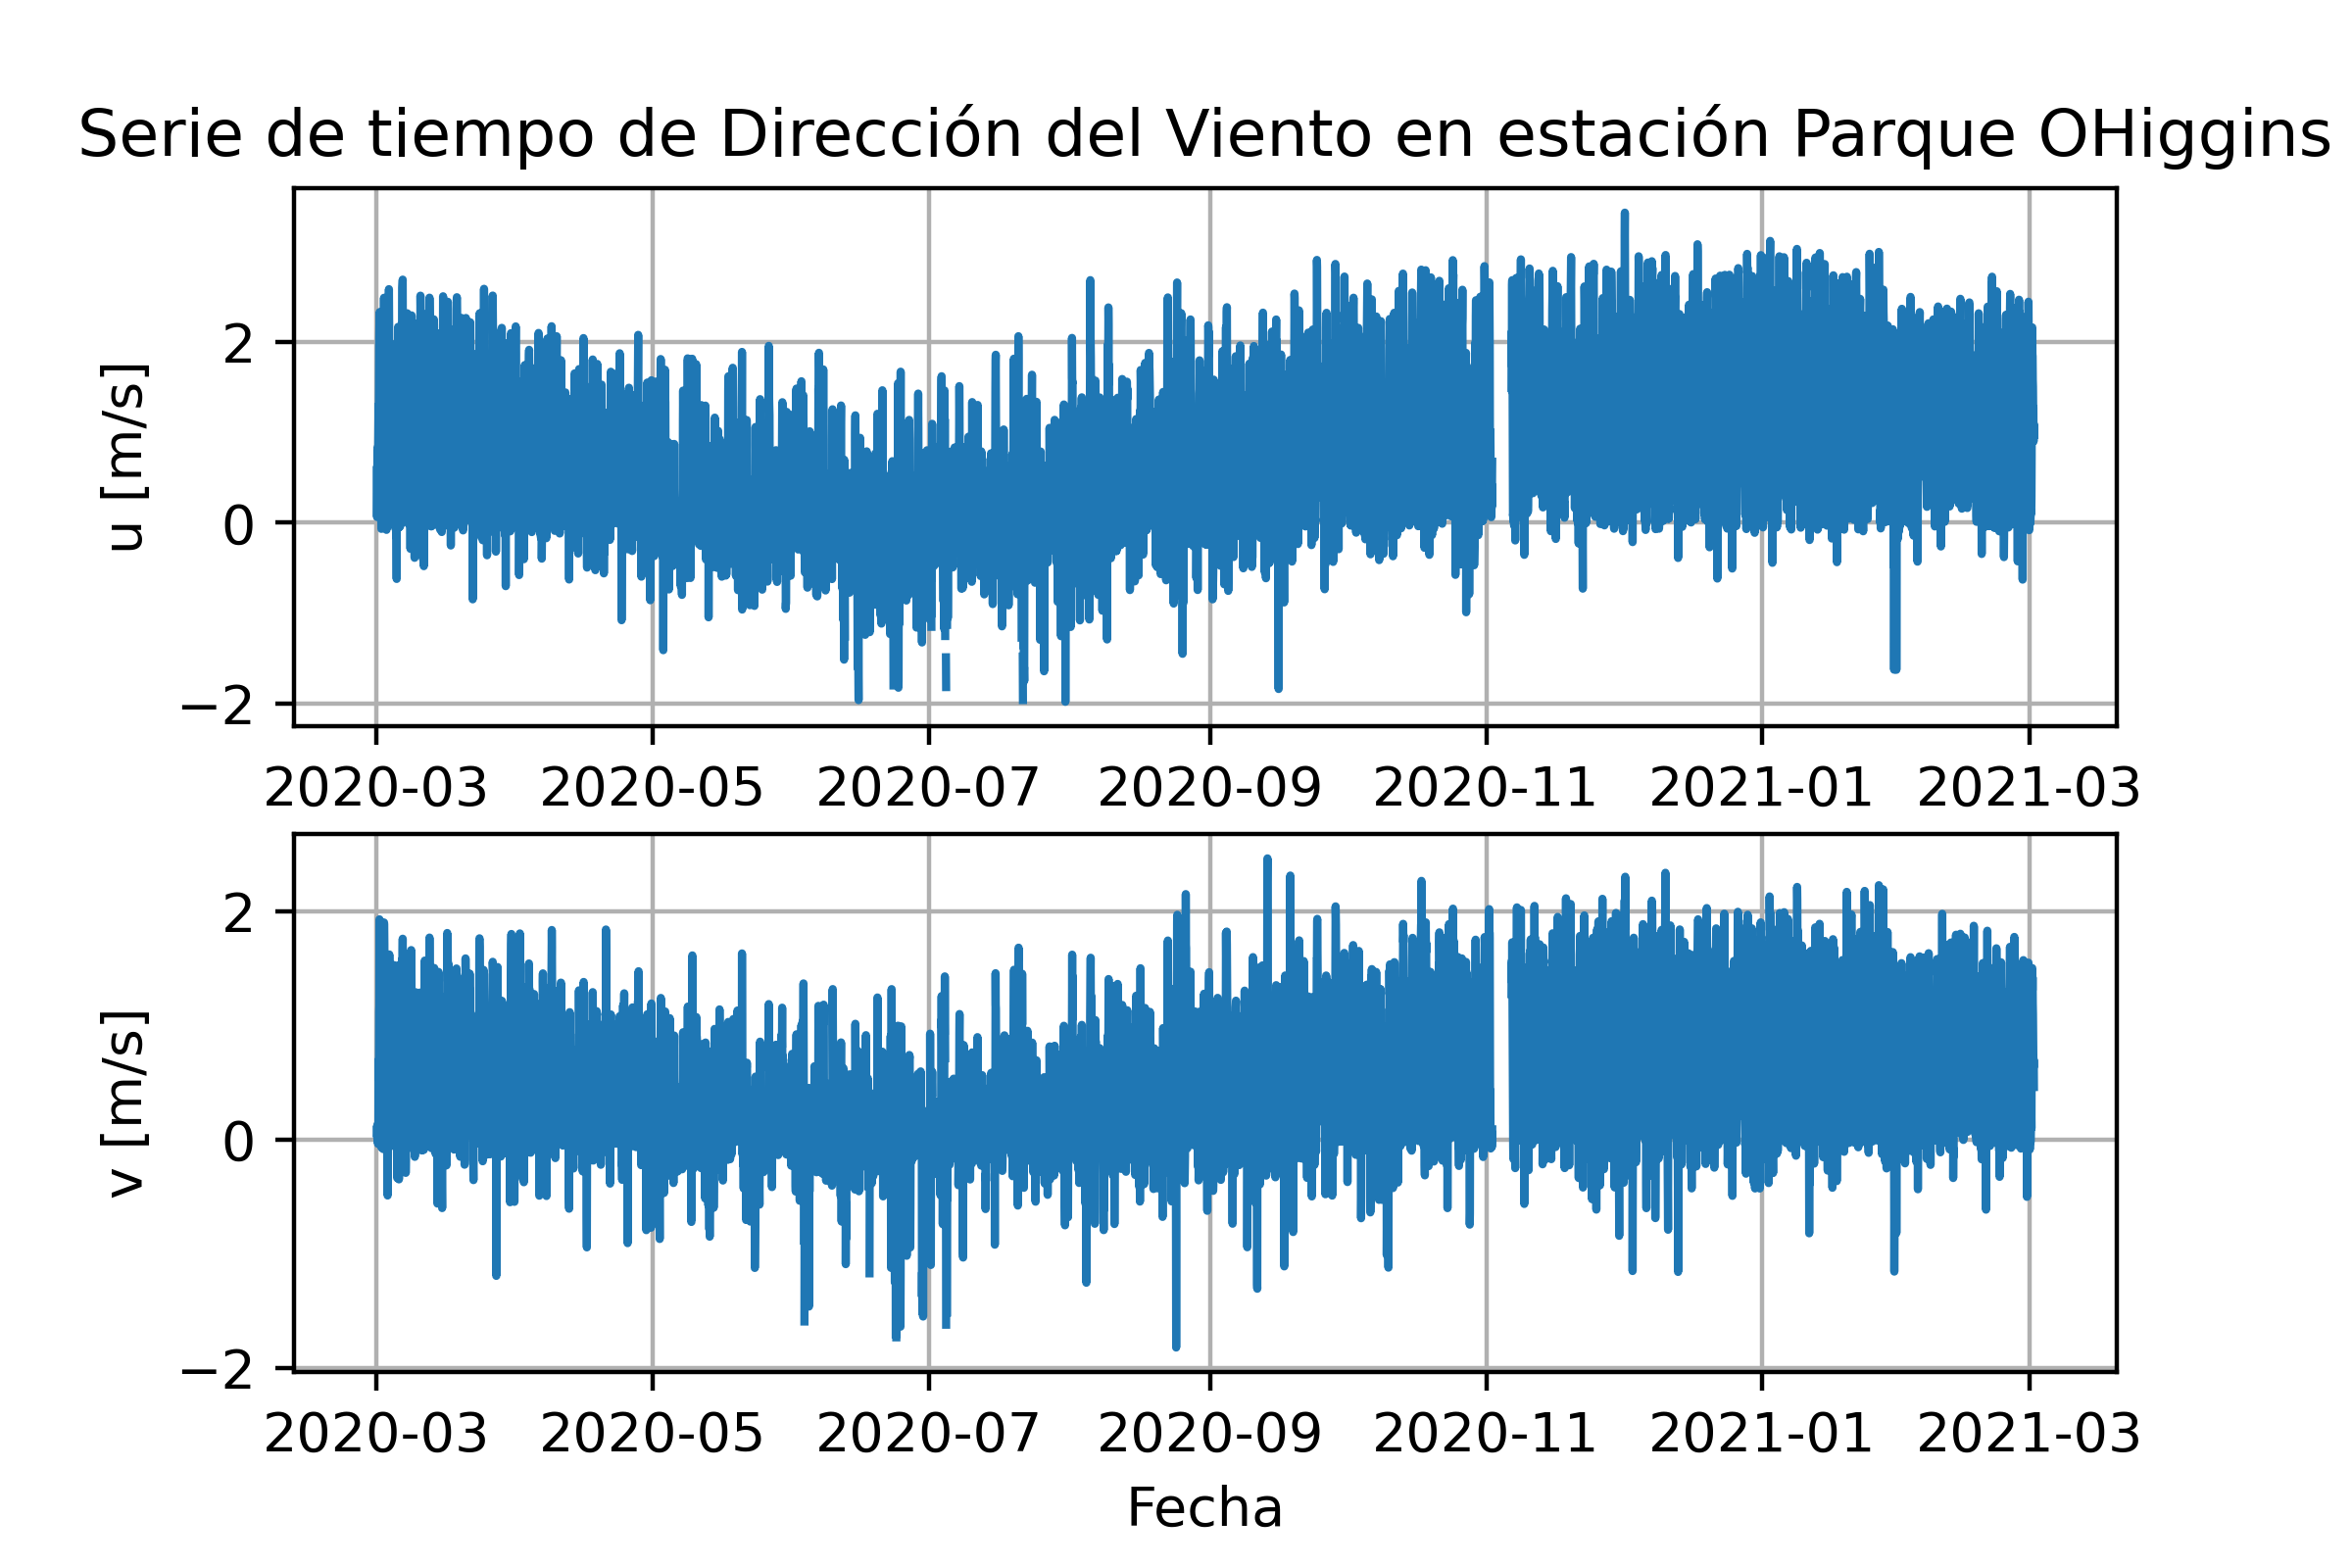 Serie de tiempo de Dirección del Viento en estación Parque OHiggins
u [m/s]
2
0
−2
2020-03 2020-05 2020-07 2020-09 2020-11 2021-01 2021-03
v [m/s]
2
0
−2
2020-03 2020-05 2020-07 2020-09 2020-11 2021-01 2021-03
Fecha